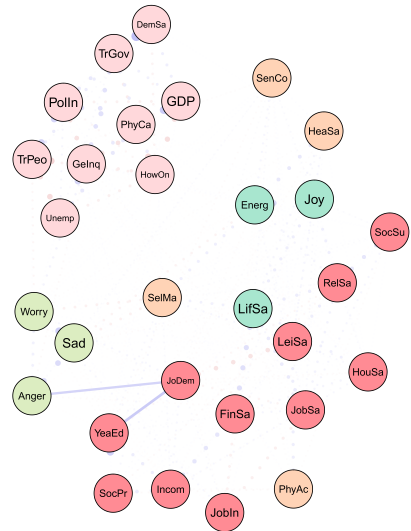 DemSa
TrGov
SenCo
PolIn
GDP
PhyCa
HeaSa
TrPeo
GeInq
HowOn
Joy
Energ
Unemp
SocSu
RelSa
SelMa
LifSa
Worry
Sad
LeiSa
HouSa
JoDem
Anger
JobSa
FinSa
YeaEd
SocPr
Incom
PhyAc
JobIn